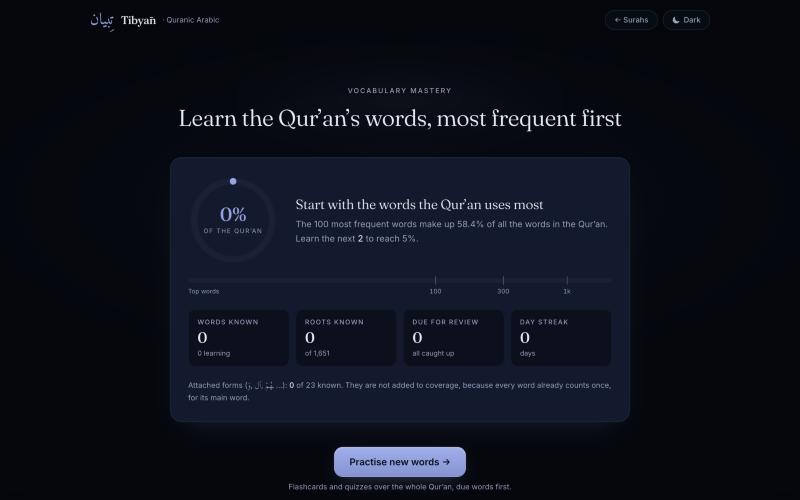 تِبيان Tibyān · Quranic Arabic
← Surahs
Dark
VOCABULARY MASTERY
Learn the Qur’an’s words, most frequent first
0%
OF THE QUR'AN
Start with the words the Qur’an uses most
The 100 most frequent words make up 58.4% of all the words in the Qur’an.
Learn the next 2 to reach 5%.
Top words 100 300 1k
WORDS KNOWN
0
0 learning
ROOTS KNOWN
0
of 1,651
DUE FOR REVIEW
0
all caught up
DAY STREAK
0
days
Attached forms ( …): 0 of 23 known. They are not added to coverage, because every word already counts once,
for its main word.
Practise new words →
Flashcards and quizzes over the whole Qur’an, due words first.